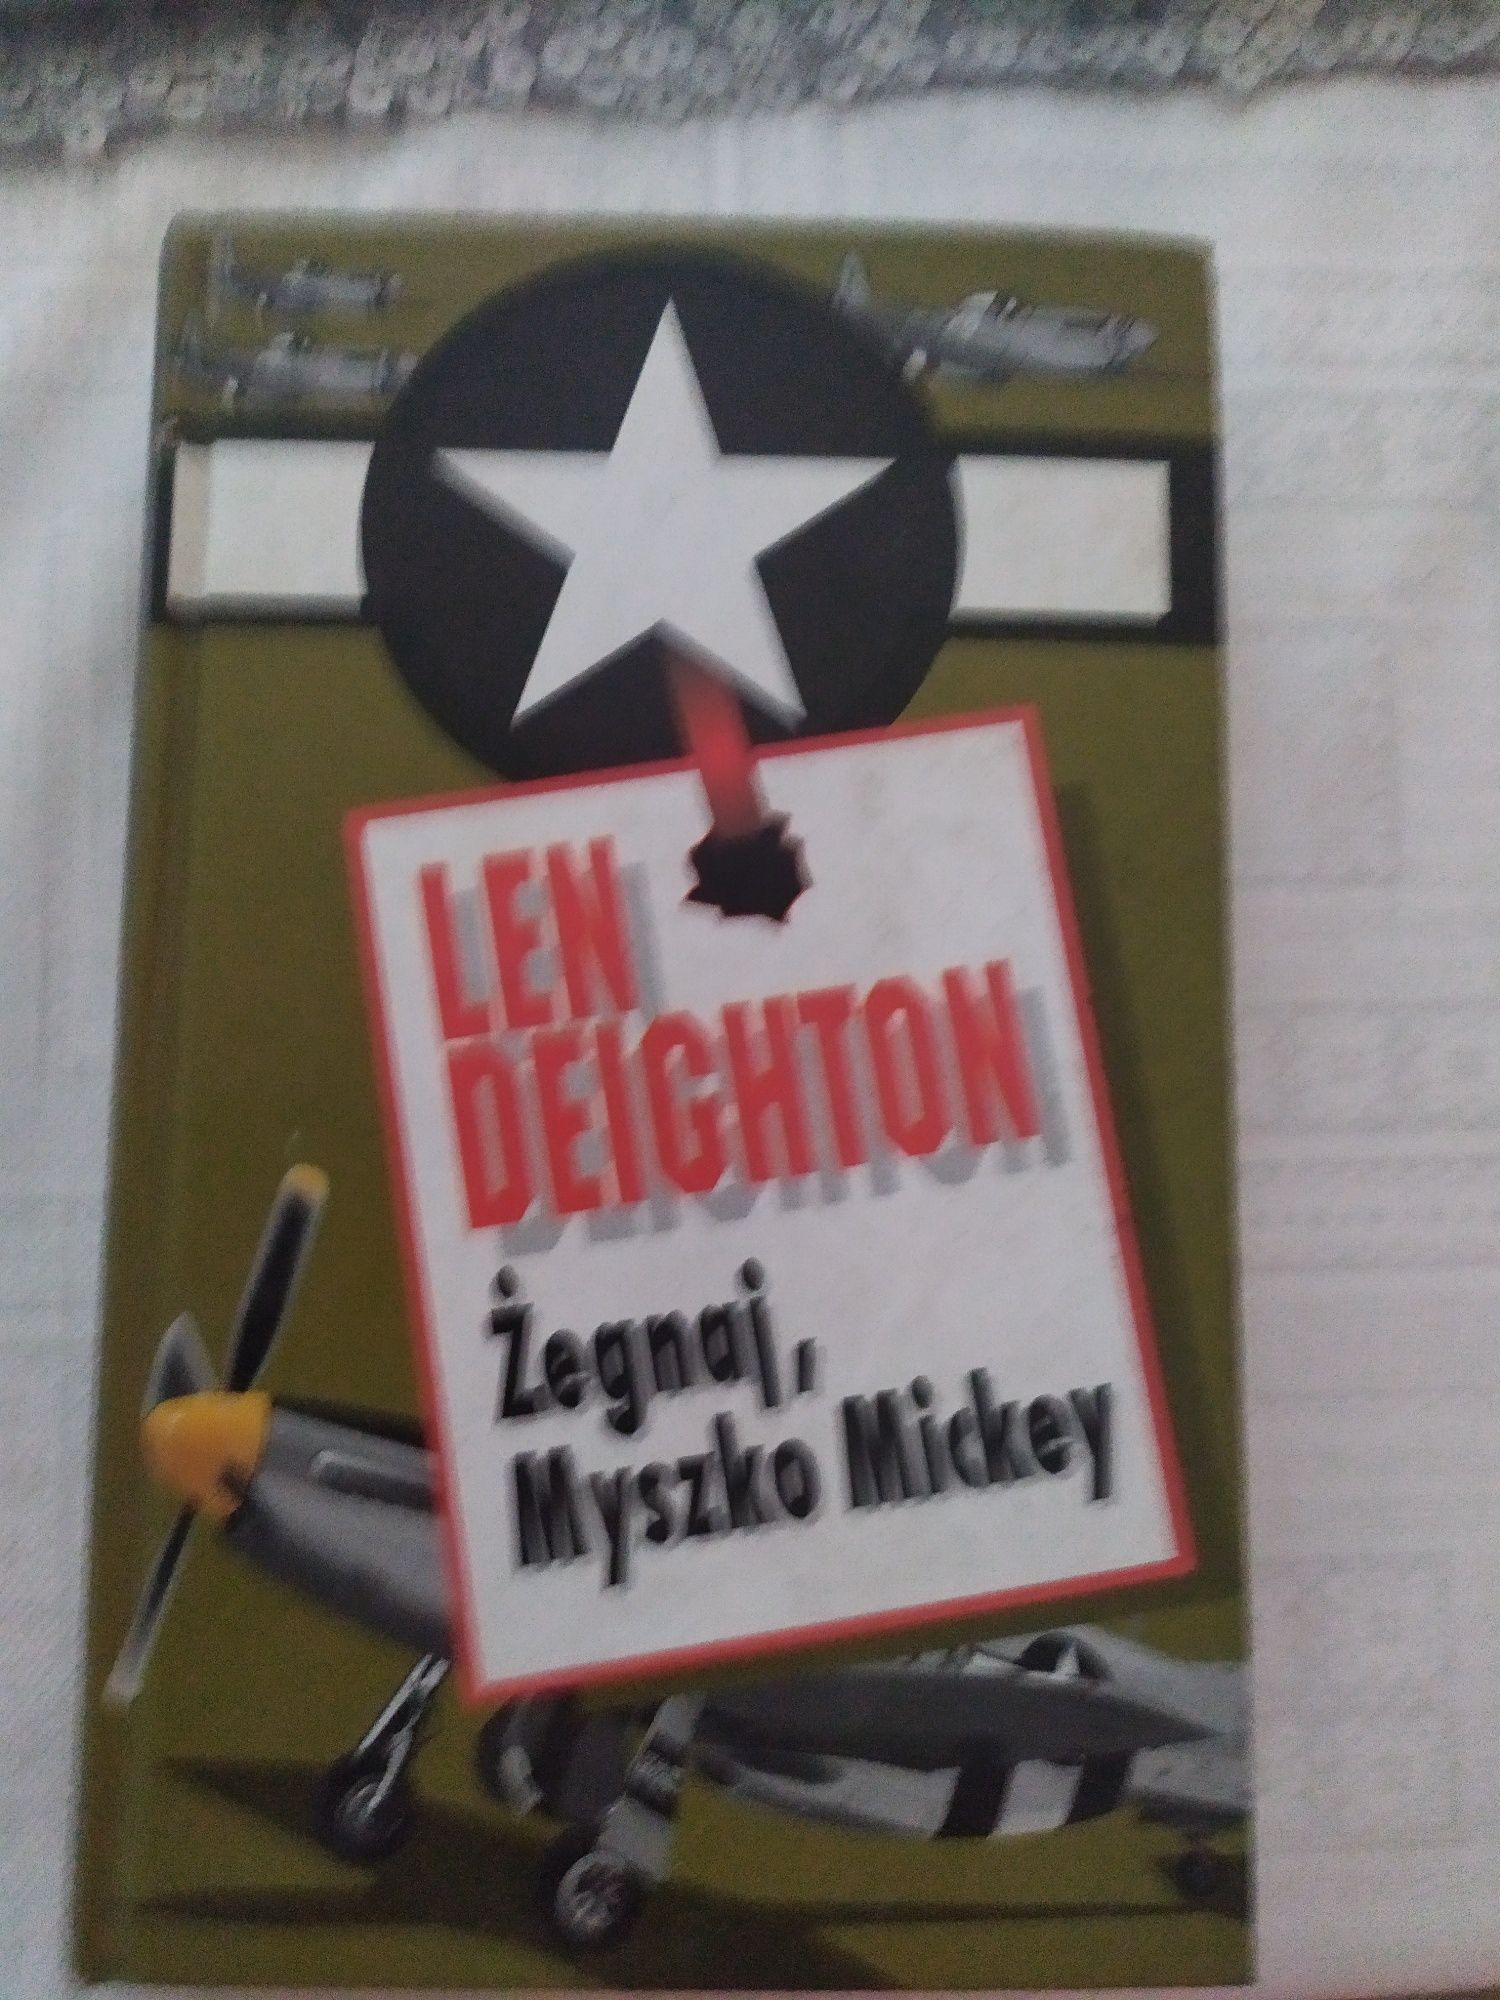 LEN
DEIGHTON
Żegnaj,
Myszko Mickey